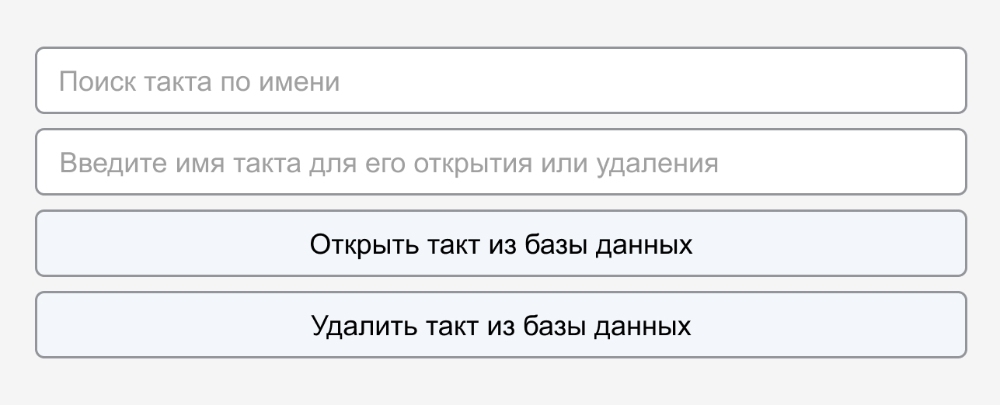 Поиск такта по имени
Введите имя такта для его открытия или удаления
Открыть такт из базы данных
Удалить такт из базы данных